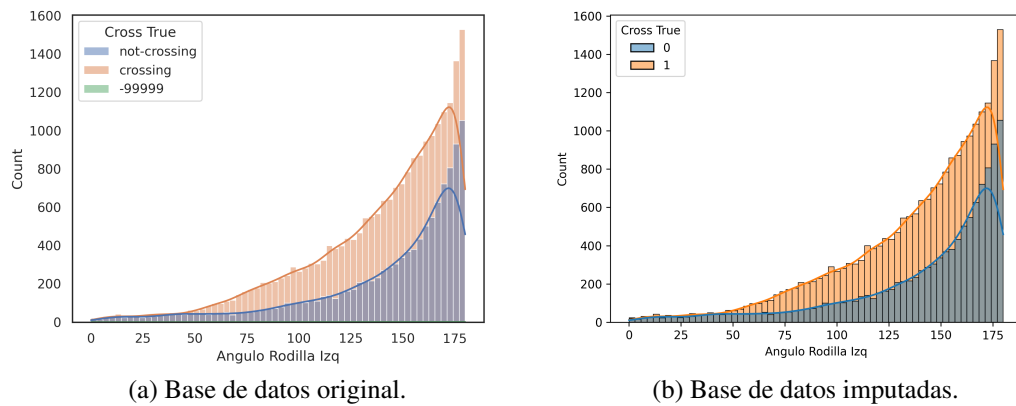 Cross True
not-crossing
crossing
-99999
Count
1600
1400
1200
1000
800
600
400
200
0
0 25 50 75 100 125 150 175
Angulo Rodilla Izq
(a) Base de datos original.
Cross True
0
1
Count
1600
1400
1200
1000
800
600
400
200
0
0 25 50 75 100 125 150 175
Angulo Rodilla Izq
(b) Base de datos imputadas.